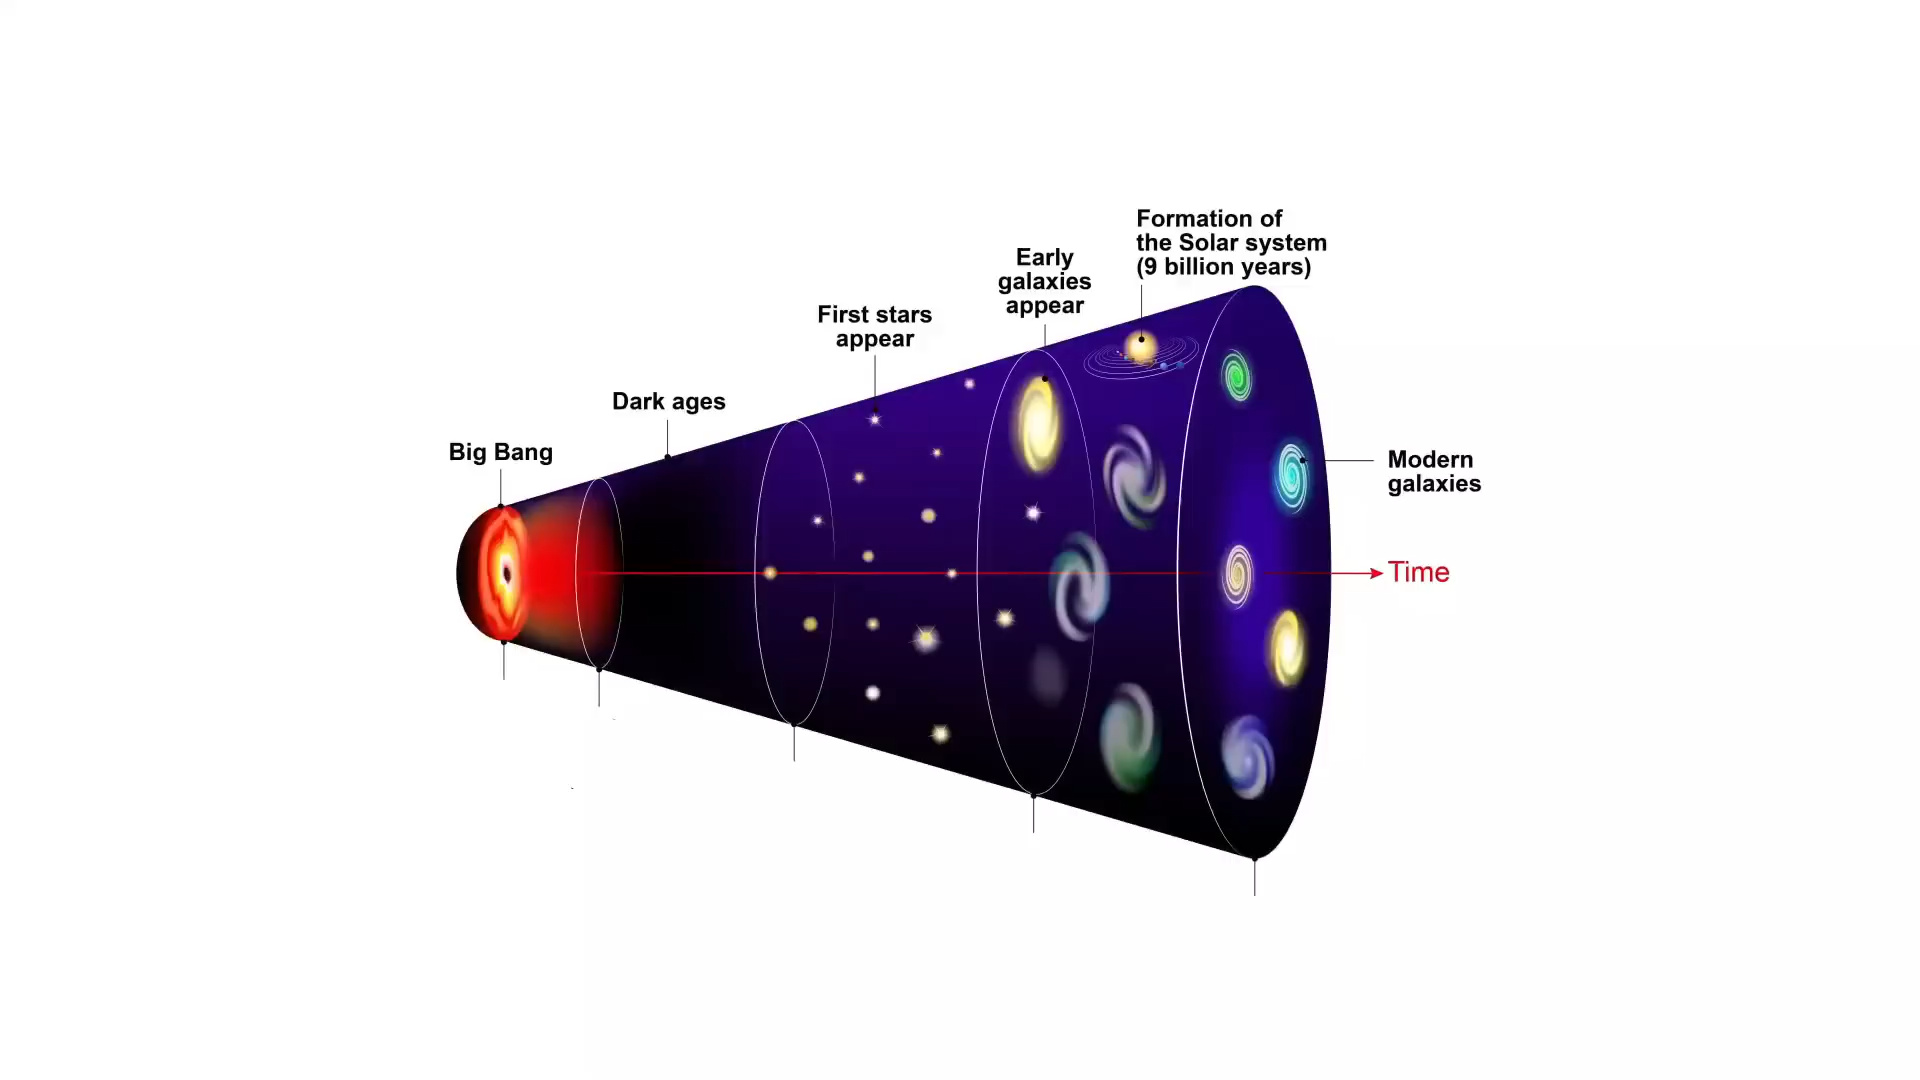 Big Bang
Dark ages
First stars
appear
Early
galaxies
appear
Formation of
the Solar system
(9 billion years)
Modern
galaxies
Time